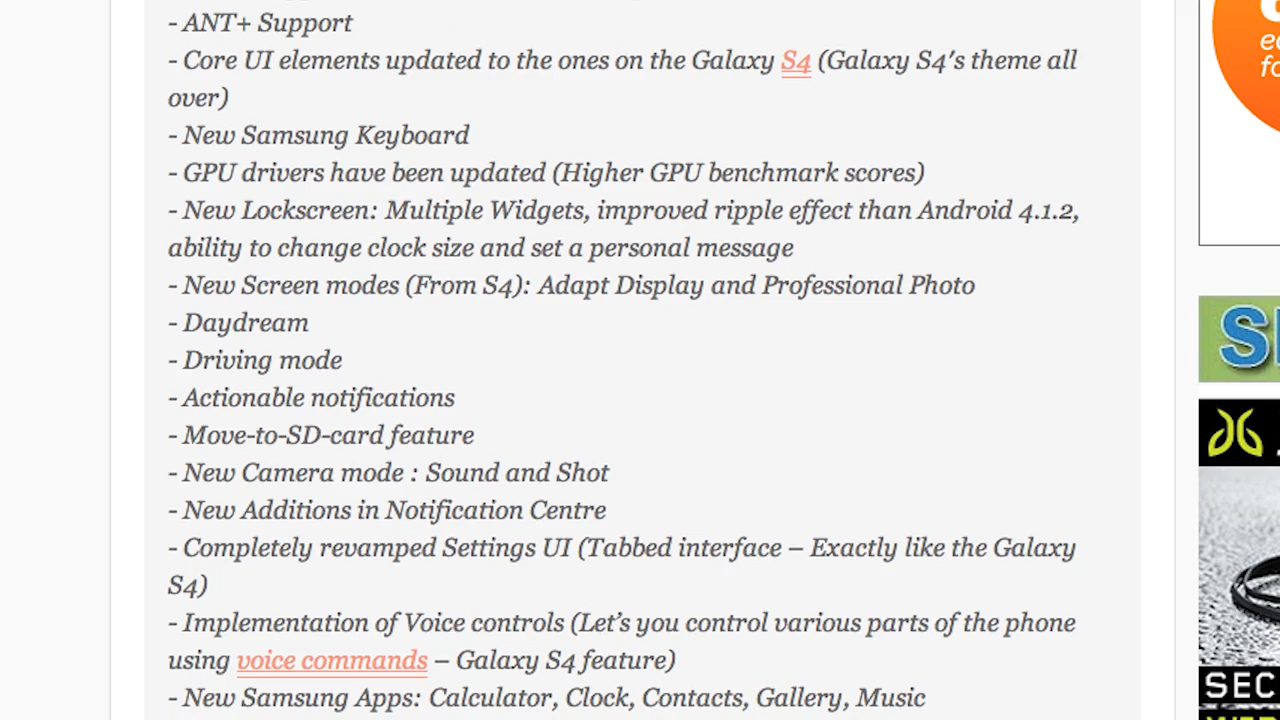 - ANT+ Support
- Core UI elements updated to the ones on the Galaxy S4 (Galaxy S4's theme all
over)
- New Samsung Keyboard
- GPU drivers have been updated (Higher GPU benchmark scores)
- New Lockscreen: Multiple Widgets, improved ripple effect than Android 4.1.2,
ability to change clock size and set a personal message
- New Screen modes (From S4): Adapt Display and Professional Photo
- Daydream
- Driving mode
- Actionable notifications
- Move-to-SD-card feature
- New Camera mode : Sound and Shot
- New Additions in Notification Centre
- Completely revamped Settings UI (Tabbed interface – Exactly like the Galaxy
S4)
- Implementation of Voice controls (Let’s you control various parts of the phone
using voice commands – Galaxy S4 feature)
- New Samsung Apps: Calculator, Clock, Contacts, Gallery, Music
SEC